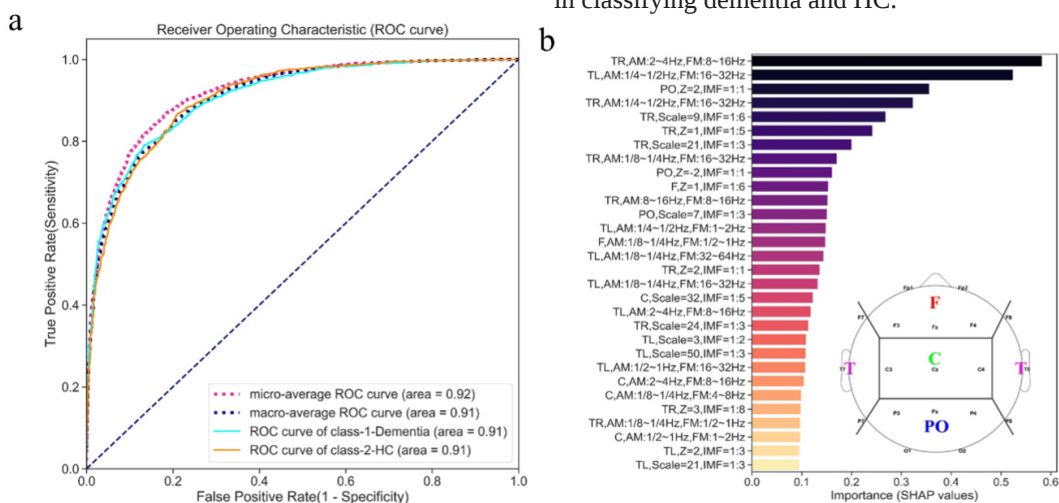 in classifying dementia and HC.
a
Receiver Operating Characteristic (ROC curve)
True Positive Rate(Sensitivity)
1.0
0.8
0.6
0.4
0.2
0.0
micro-average ROC curve (area = 0.92)
macro-average ROC curve (area = 0.91)
ROC curve of class-1-Dementia (area = 0.91)
ROC curve of class-2-HC (area = 0.91)
0.0 0.2 0.4 0.6 0.8 1.0
False Positive Rate(1 - Specificity)
b
TR,AM:2~4Hz,FM:8~16Hz
TL,AM:1/4~1/2Hz,FM:16~32Hz
PO,Z=2,IMF=1:1
TR,AM:1/4~1/2Hz,FM:16~32Hz
TR,Scale=9,IMF=1:6
TR,Z=1,IMF=1:5
TR,Scale=21,IMF=1:3
TR,AM:1/8~1/4Hz,FM:16~32Hz
PO,Z=-2,IMF=1:1
F,Z=1,IMF=1:6
TR,AM:8~16Hz,FM:8~16Hz
PO,Scale=7,IMF=1:3
TL,AM:1/4~1/2Hz,FM:1~2Hz
F,AM:1/8~1/4Hz,FM:1/2~1Hz
TL,AM:1/8~1/4Hz,FM:32~64Hz
TR,Z=2,IMF=1:1
TL,AM:1/8~1/4Hz,FM:16~32Hz
C,Scale=32,IMF=1:5
TL,AM:2~4Hz,FM:8~16Hz
TR,Scale=24,IMF=1:3
TL,Scale=3,IMF=1:2
TL,Scale=50,IMF=1:3
TL,AM:1/2~1Hz,FM:16~32Hz
C,AM:2~4Hz,FM:8~16Hz
C,AM:1/8~1/4Hz,FM:4~8Hz
TR,Z=3,IMF=1:8
TR,AM:1/8~1/4Hz,FM:1/2~1Hz
C,AM:1/2~1Hz,FM:1~2Hz
TL,Z=2,IMF=1:3
TL,Scale=21,IMF=1:3
0.0 0.1 0.2 0.3 0.4 0.5 0.6
Importance (SHAP values)
Fp1 Fp2
F
F7 F3 Fz F4 F8
C
T T
C3 Cz C4
P3 Pz P4
PO
O1 O2